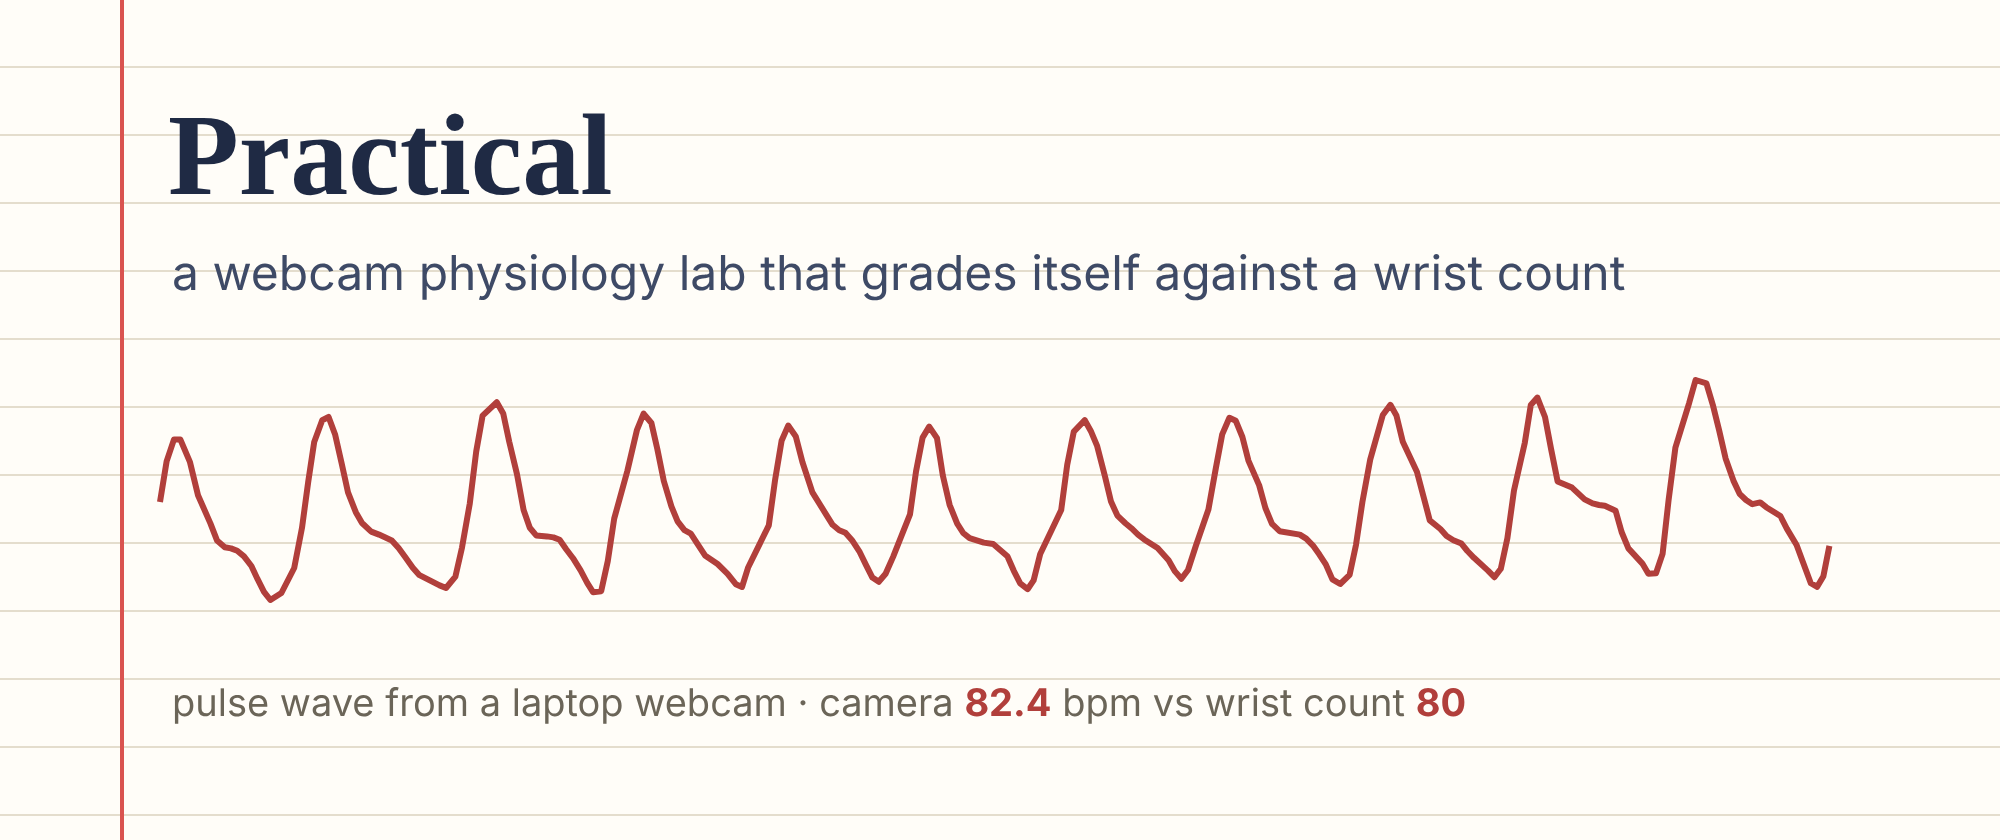 Practical
a webcam physiology lab that grades itself against a wrist count
pulse wave from a laptop webcam · camera 82.4 bpm vs wrist count 80